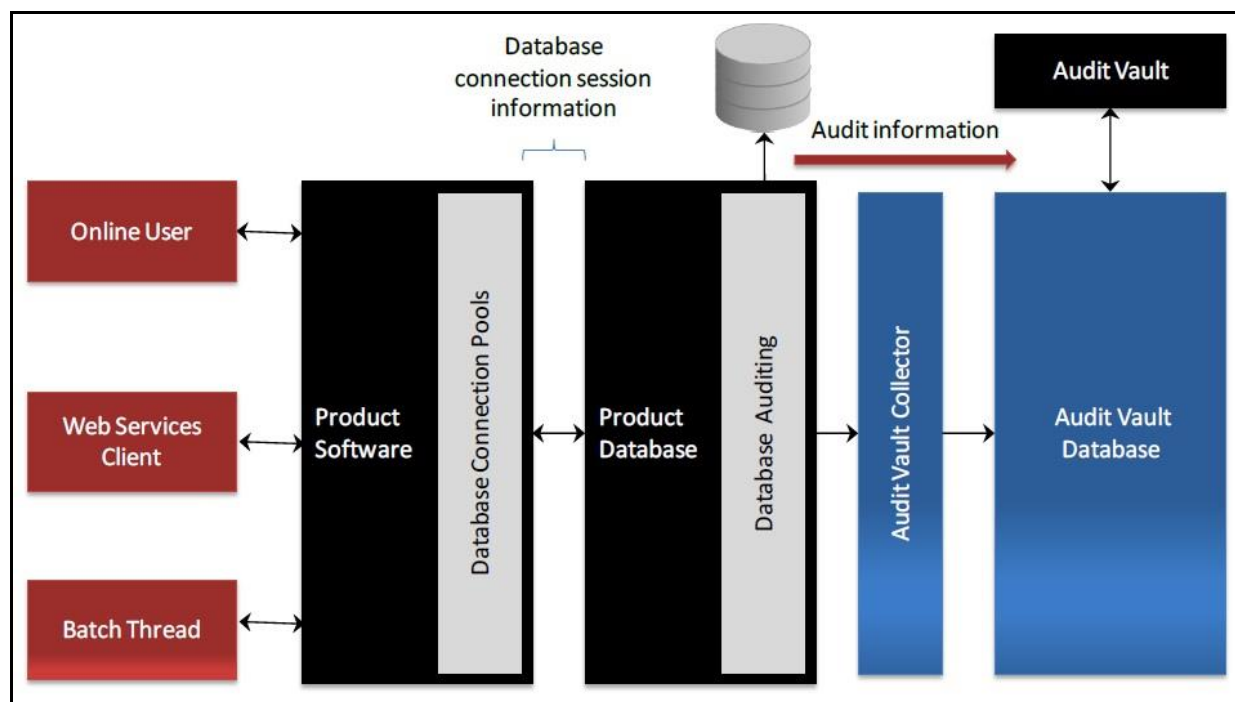 Database
connection session
information
Audit Vault
Audit information
Online User
Web Services
Client
Batch Thread
Product
Software
Database Connection Pools
Product
Database
Database Auditing
Audit Vault Collector
Audit Vault
Database